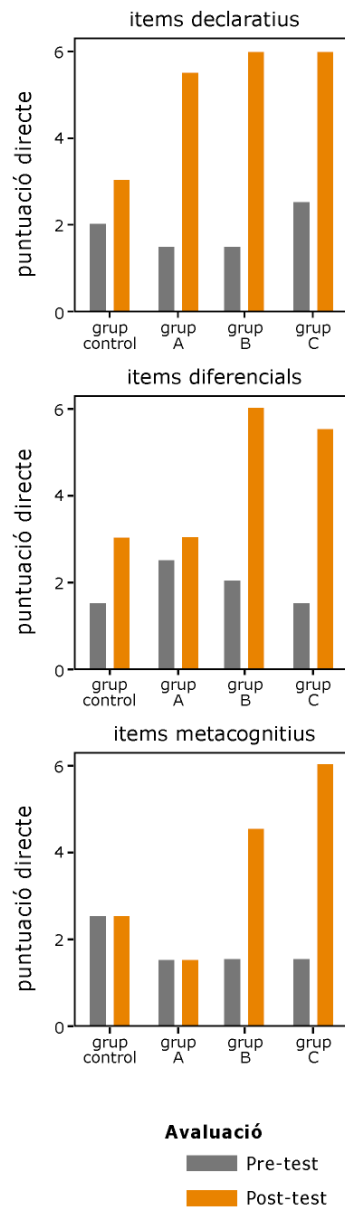 items declaratius
puntuació directe
6
4
2
0
grup control
grup A
grup B
grup C
items diferencials
puntuació directe
6
4
2
0
grup control
grup A
grup B
grup C
items metacognitius
puntuació directe
6
4
2
0
grup control
grup A
grup B
grup C
Avaluació
Pre-test
Post-test